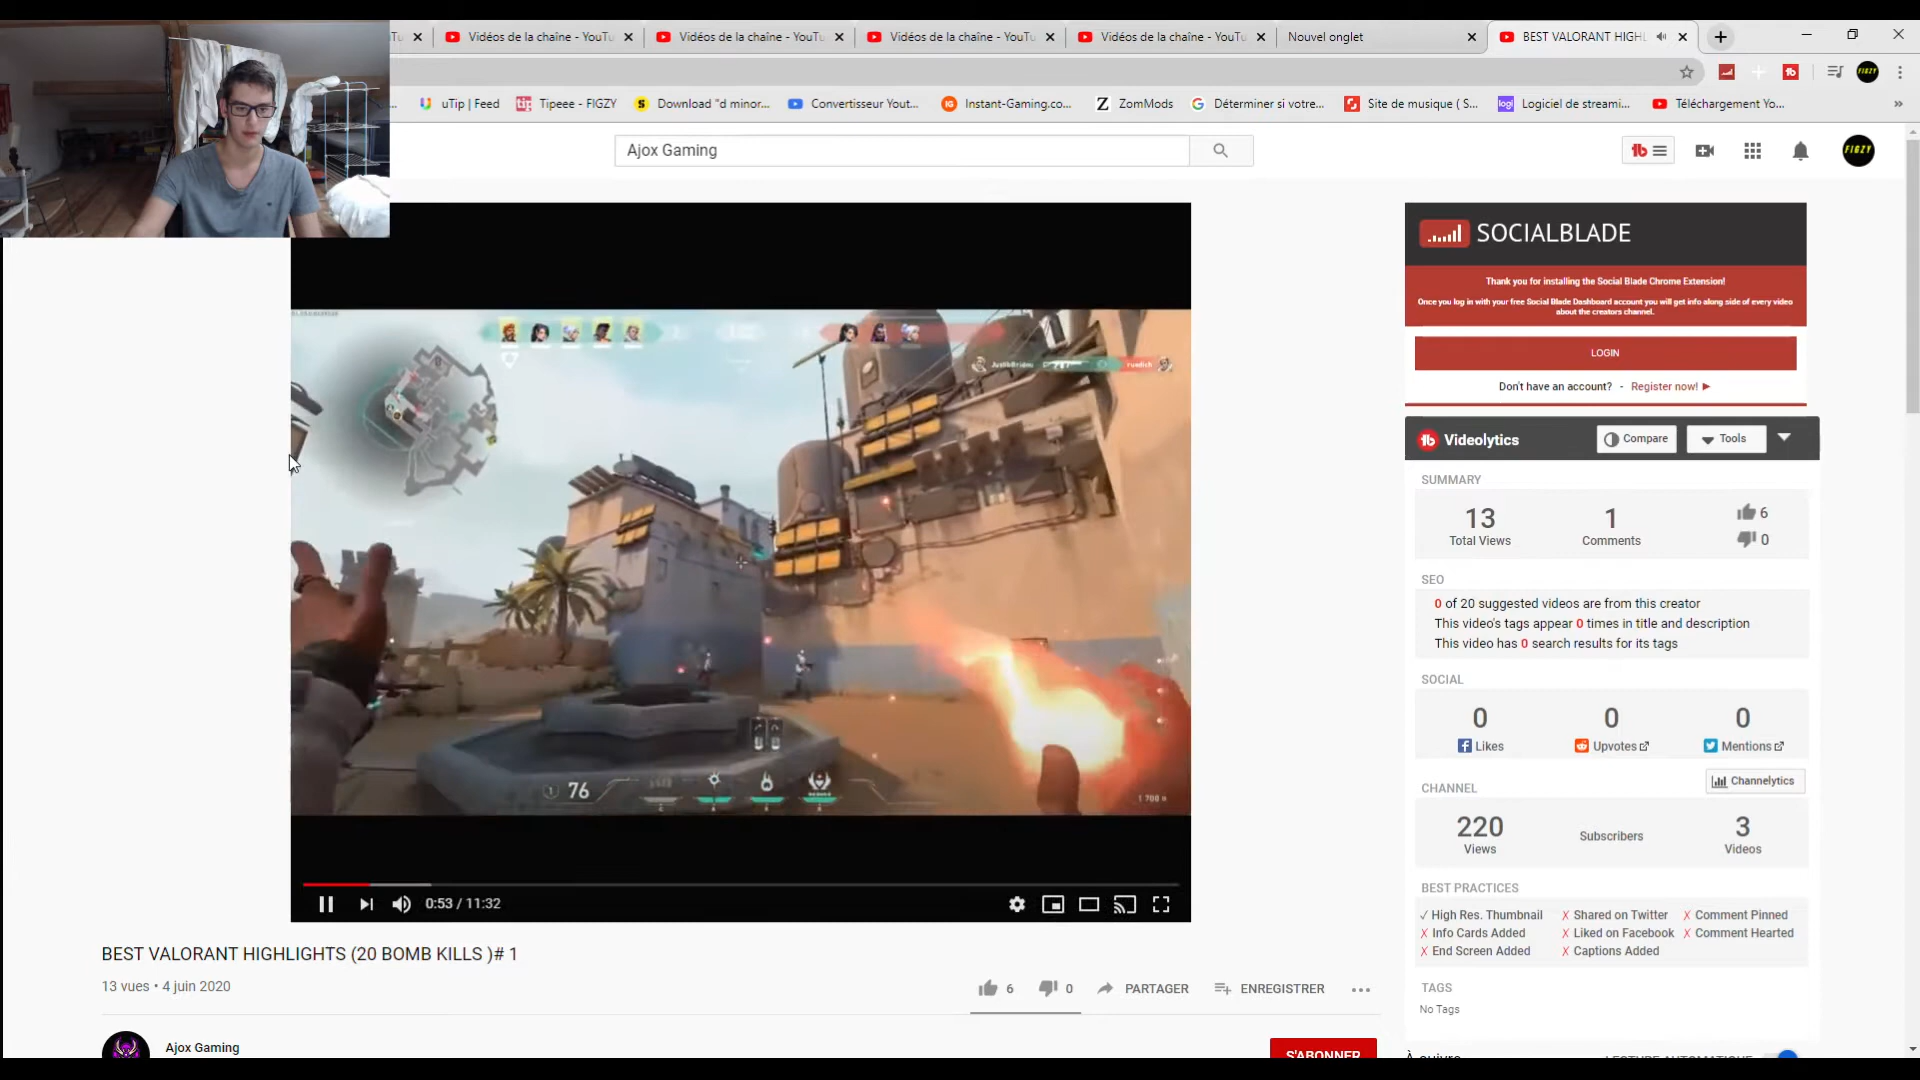 Vidéos de la chaîne - YouTu
Vidéos de la chaîne - YouTu
Vidéos de la chaîne - YouTu
Vidéos de la chaîne - YouTu
Nouvel onglet
BEST VALORANT HIGHL
uTip | Feed
Tipeee - FIGZY
Download "d minor...
Convertisseur Yout...
Instant-Gaming.co...
ZomMods
Déterminer si votre...
Site de musique ( S...
Logiciel de streami...
Téléchargement Yo...
Ajox Gaming
FIGZY
SOCIALBLADE
Thank you for installing the Social Blade Chrome Extension!
Once you log in with your free Social Blade Dashboard account you will get info along side of every video
about the creators channel.
LOGIN
Don't have an account? - Register now!
Videolytics
Compare
Tools
SUMMARY
13
Total Views
1
Comments
6
0
SEO
0 of 20 suggested videos are from this creator
This video's tags appear 0 times in title and description
This video has 0 search results for its tags
SOCIAL
0
Likes
0
Upvotes
0
Mentions
CHANNEL
Channelytics
220
Views
Subscribers
3
Videos
BEST PRACTICES
High Res. Thumbnail
Shared on Twitter
Comment Pinned
Info Cards Added
Liked on Facebook
Comment Hearted
End Screen Added
Captions Added
TAGS
No Tags
76
0:53 / 11:32
BEST VALORANT HIGHLIGHTS (20 BOMB KILLS )# 1
13 vues • 4 juin 2020
6
0
PARTAGER
ENREGISTRER
Ajox Gaming
S'ABONNER
À suivre
LECTURE AUTOMATIQUE